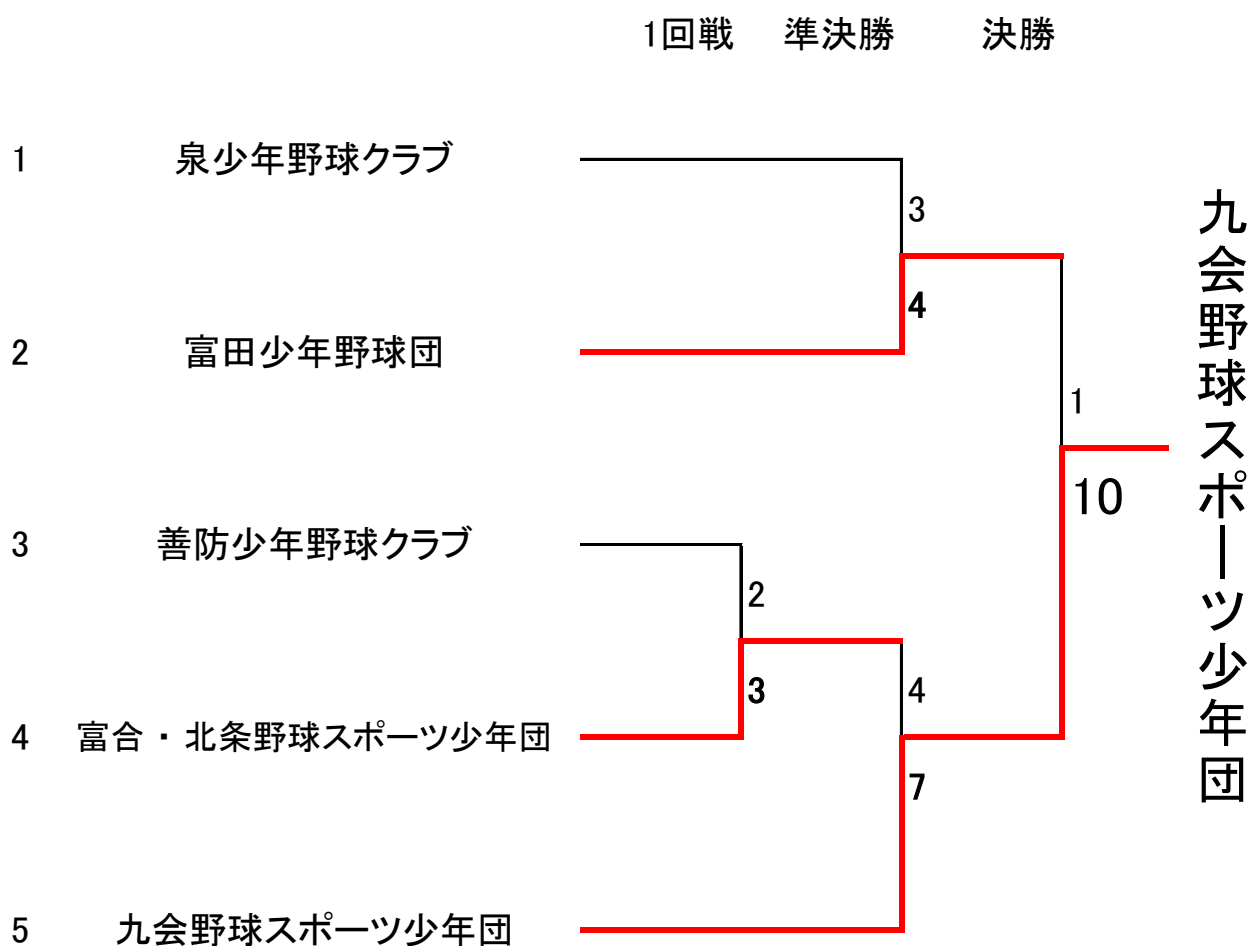 1回戦 準決勝 決勝
1 泉少年野球クラブ
3
4
2 富田少年野球団
1
10
3 善防少年野球クラブ
2
3
4
4 富合・北条野球スポーツ少年団
7
5 九会野球スポーツ少年団
九会野球スポーツ少年団